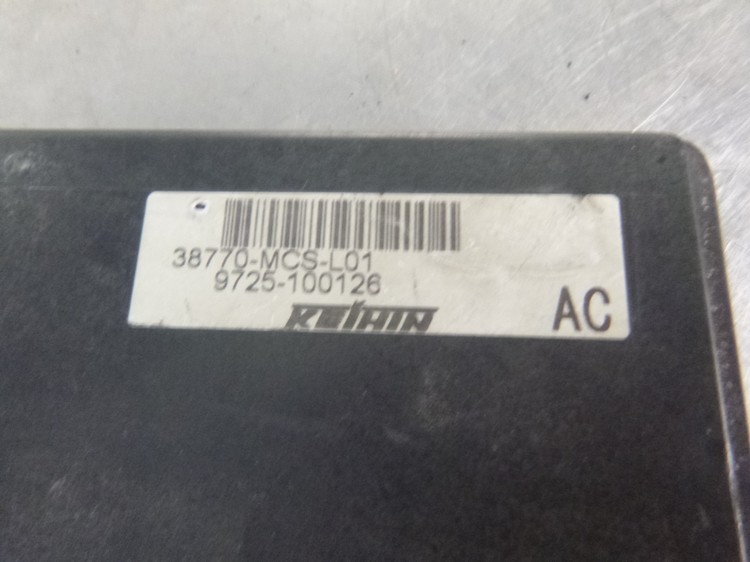 38770-MCS-L01
9725-100126
KEIHIN
AC